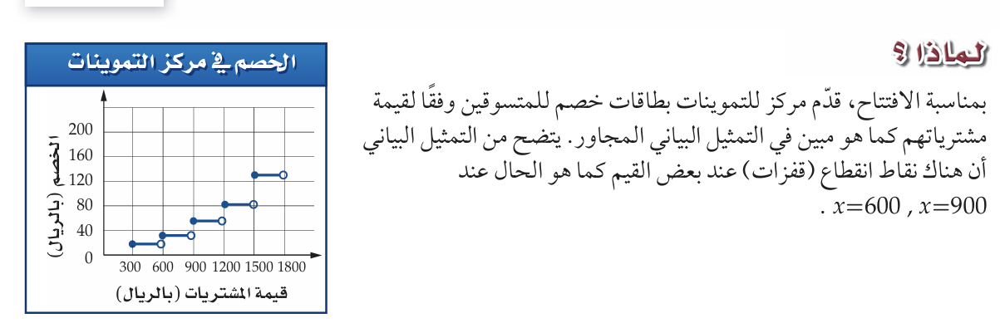 لماذا ؟
بمناسبة الافتتاح، قدّم مركز للتموينات بطاقات خصم للمتسوقين وفقًا لقيمة
مشترياتهم كما هو مبين في التمثيل البياني المجاور. يتضح من التمثيل البياني
أن هناك نقاط انقطاع (قفزات) عند بعض القيم كما هو الحال عند
x=600 , x=900 .
الخصم في مركز التموينات
الخصم (بالريال)
200
160
120
80
40
0
300 600 900 1200 1500 1800
قيمة المشتريات (بالريال)